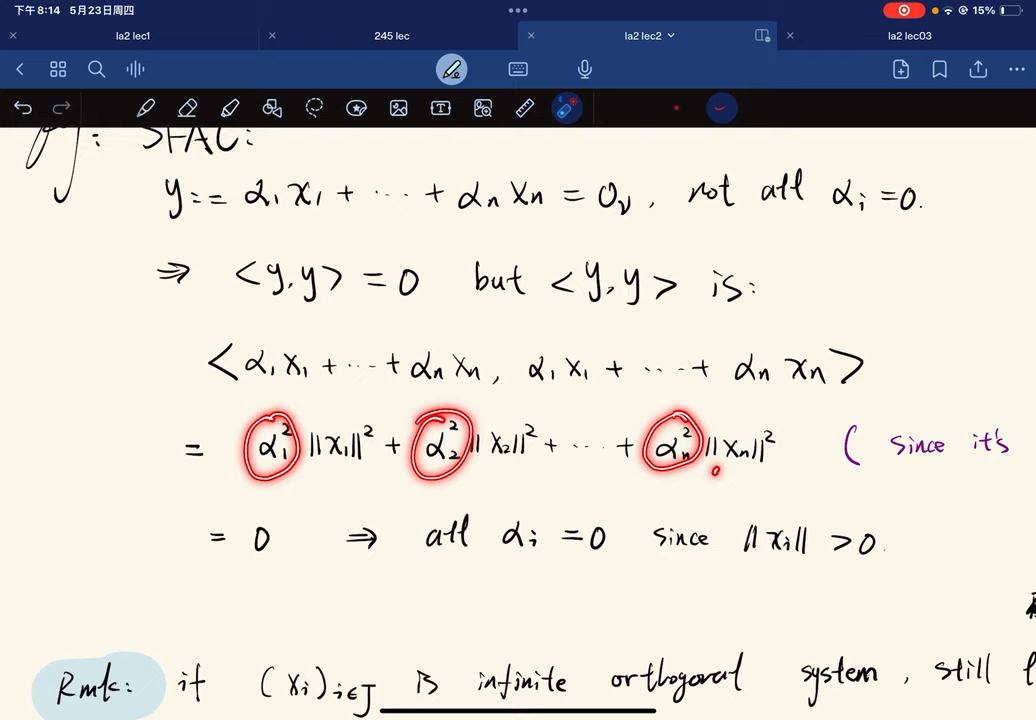 下午8:14 5月23日周四
15%
la2 lec1
245 lec
la2 lec2
la2 lec03
Pf: SFAC:
y := α₁x₁ + ⋯ + αₙxₙ = 0ᵥ, not all αᵢ = 0.
⇒ <y,y> = 0 but <y,y> is:
<α₁x₁ + ⋯ + αₙxₙ, α₁x₁ + ⋯ + αₙxₙ>
= α₁²||x₁||² + α₂²||x₂||² + ⋯ + αₙ²||xₙ||² ( since it's
= 0 ⇒ all αᵢ = 0 since ||xᵢ|| > 0.
Rmk: if (xᵢ)ᵢ∈J is infinite orthogoral system, still